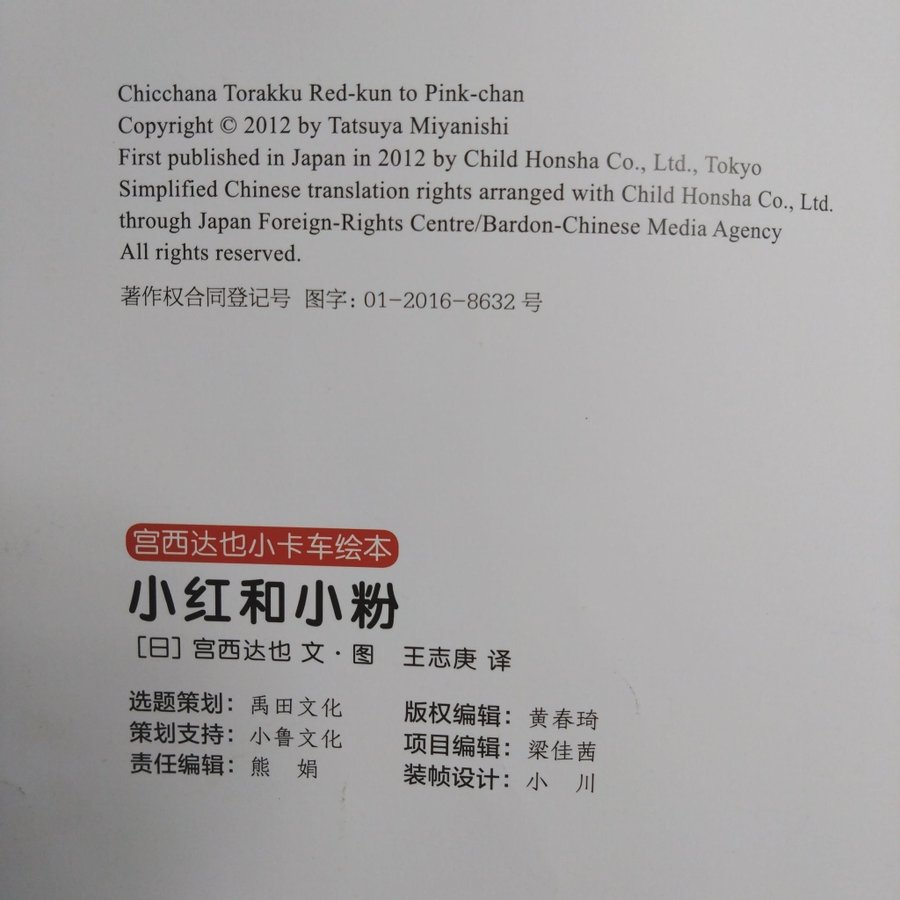 Chicchana Torakku Red-kun to Pink-chan
Copyright © 2012 by Tatsuya Miyanishi
First published in Japan in 2012 by Child Honsha Co., Ltd., Tokyo
Simplified Chinese translation rights arranged with Child Honsha Co., Ltd.
through Japan Foreign-Rights Centre/Bardon-Chinese Media Agency
All rights reserved.
著作权合同登记号 图字：01-2016-8632 号
宫西达也小卡车绘本
小红和小粉
［日］宫西达也 文·图 王志庚 译
选题策划：禹田文化 版权编辑：黄春琦
策划支持：小鲁文化 项目编辑：梁佳茜
责任编辑：熊 娟 装帧设计：小 川